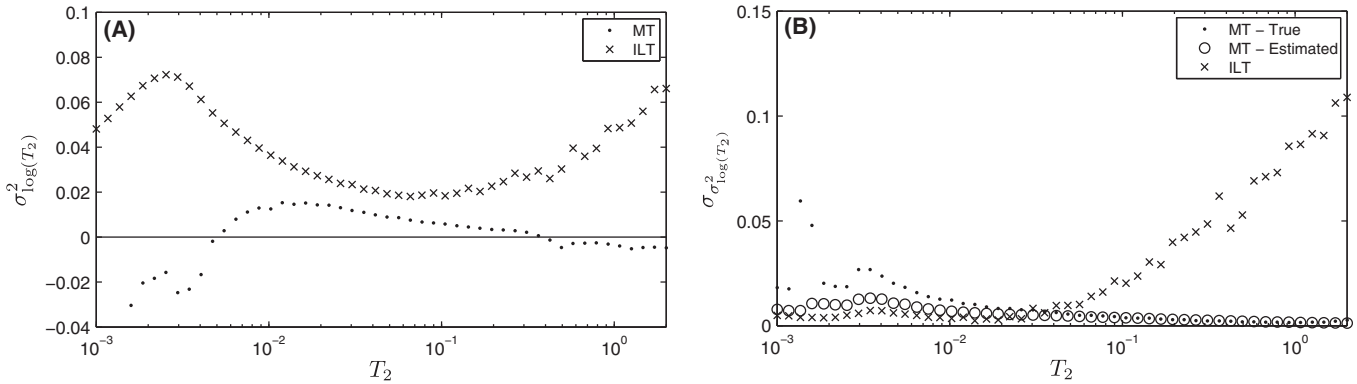 (A)
MT
ILT
0.1
0.08
0.06
0.04
0.02
0
−0.02
−0.04
σ²log(T₂)
10⁻³
10⁻²
10⁻¹
10⁰
T₂
(B)
MT − True
MT − Estimated
ILT
0.15
0.1
0.05
0
σσ²log(T₂)
10⁻³
10⁻²
10⁻¹
10⁰
T₂